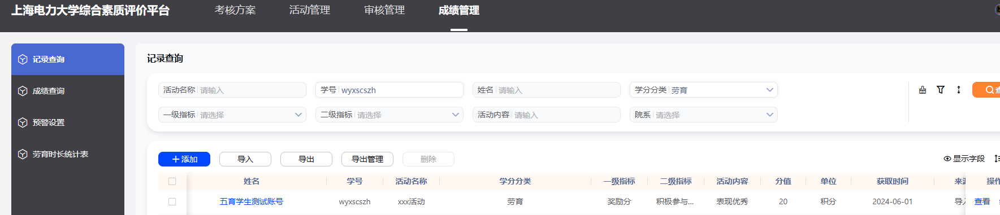 上海电力大学综合素质评价平台 考核方案 活动管理 审核管理 成绩管理
记录查询
成绩查询
预警设置
劳育时长统计表
记录查询
活动名称 请输入 学号 wyxscszh 姓名 请输入 学分分类 劳育
一级指标 请选择 二级指标 请选择 活动内容 请输入 院系 请选择
添加 导入 导出 导出管理 删除 显示字段
姓名 学号 活动名称 学分分类 一级指标 二级指标 活动内容 分值 单位 获取时间 来 操作
五育学生测试账号 wyxscszh xxx活动 劳育 奖励分 积极参与... 表现优秀 20 积分 2024-06-01 导 查看